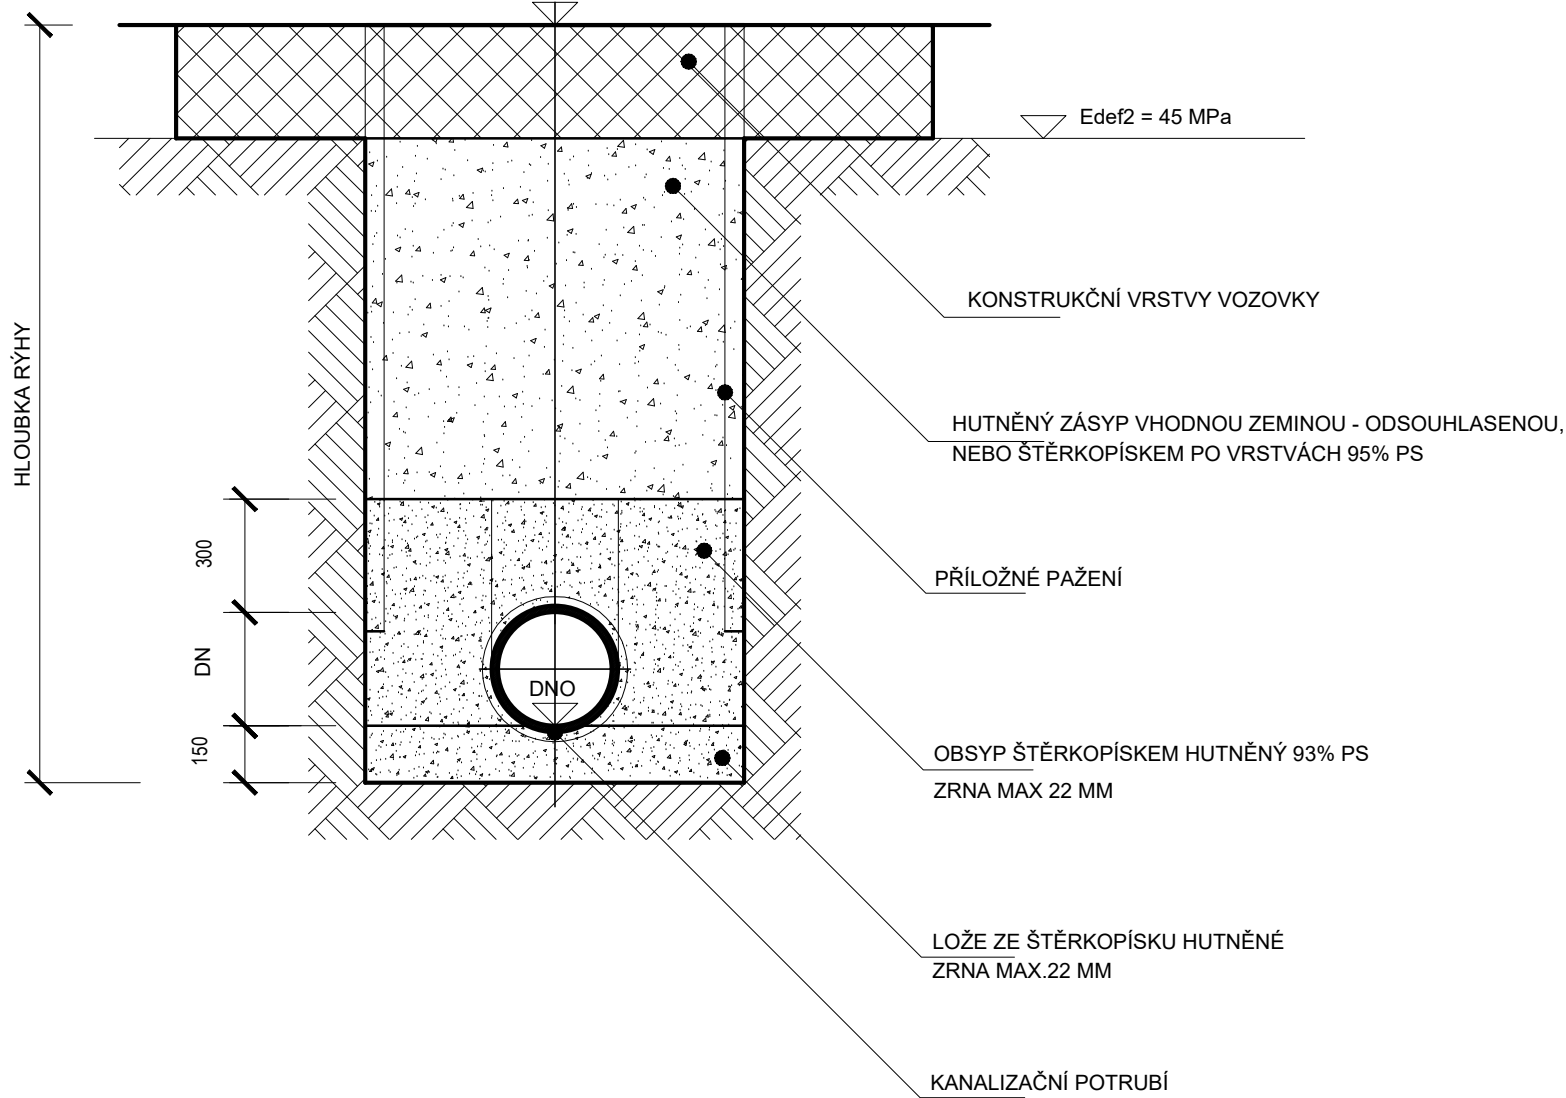 Edef2 = 45 MPa
KONSTRUKČNÍ VRSTVY VOZOVKY
HLOUBKA RÝHY
HUTNĚNÝ ZÁSYP VHODNOU ZEMINOU - ODSOUHLASENOU,
NEBO ŠTĚRKOPÍSKEM PO VRSTVÁCH 95% PS
300
PŘÍLOŽNÉ PAŽENÍ
DN
DNO
150
OBSYP ŠTĚRKOPÍSKEM HUTNĚNÝ 93% PS
ZRNA MAX 22 MM
LOŽE ZE ŠTĚRKOPÍSKU HUTNĚNÉ
ZRNA MAX.22 MM
KANALIZAČNÍ POTRUBÍ